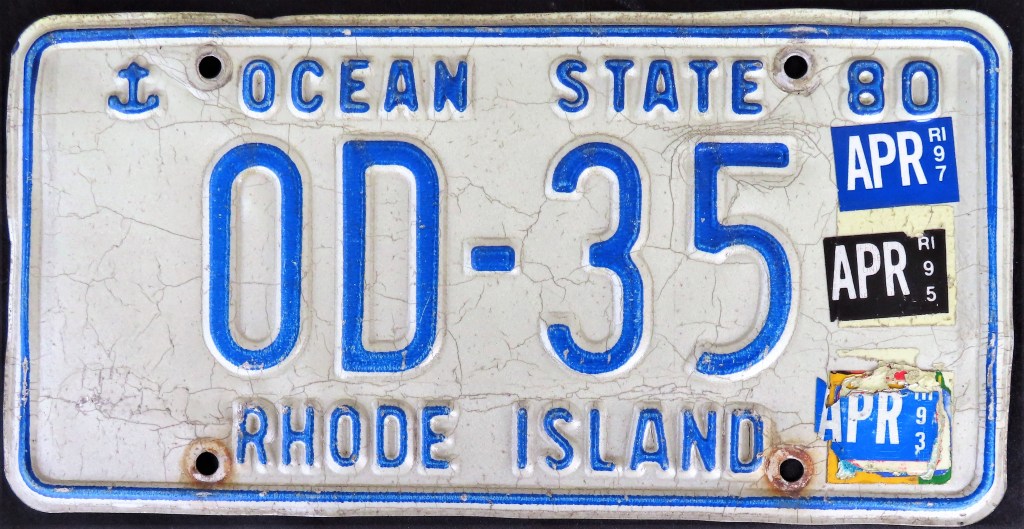 OCEAN STATE 80
OD-35
APR RI 97
APR RI 95
APR RI 93
RHODE ISLAND